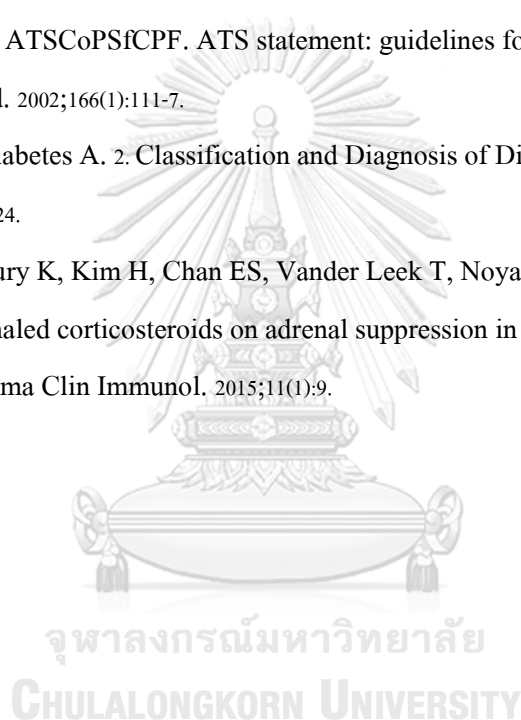 ATSCoPSfCPF. ATS statement: guidelines fo
l. 2002;166(1):111-7.
abetes A. 2. Classification and Diagnosis of Di
24.
ury K, Kim H, Chan ES, Vander Leek T, Noya
naled corticosteroids on adrenal suppression in
ma Clin Immunol. 2015;11(1):9.
จุฬาลงกรณ์มหาวิทยาลัย
CHULALONGKORN UNIVERSITY